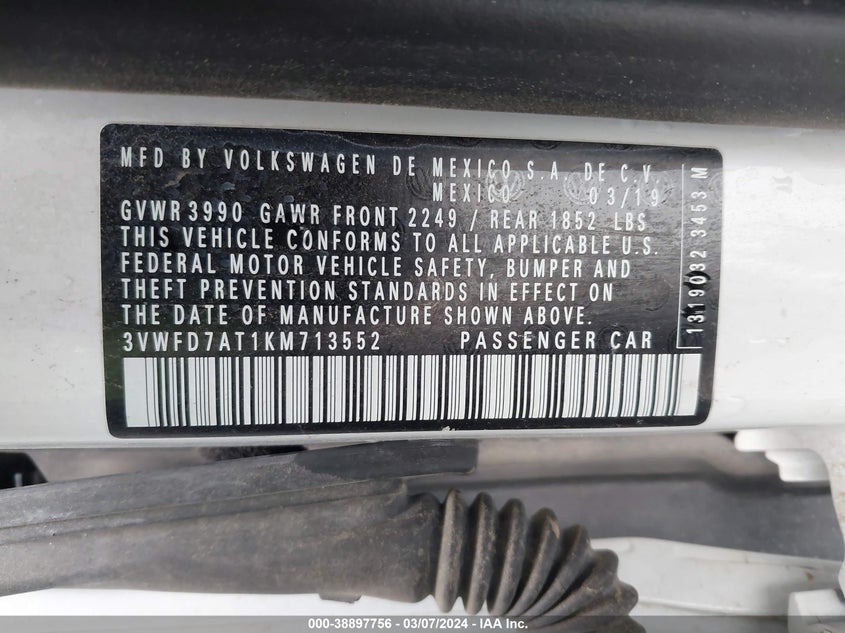 MFD BY VOLKSWAGEN DE MEXICO S.A. DE C.V.
MEXICO 03/19
GVWR 3990 GAWR FRONT 2249 / REAR 1852 LBS
THIS VEHICLE CONFORMS TO ALL APPLICABLE U.S.
FEDERAL MOTOR VEHICLE SAFETY, BUMPER AND
THEFT PREVENTION STANDARDS IN EFFECT ON
THE DATE OF MANUFACTURE SHOWN ABOVE.
3VWFD7AT1KM713552 PASSENGER CAR
1319032 3453 M
000-38897756 — 03/07/2024 — IAA Inc.